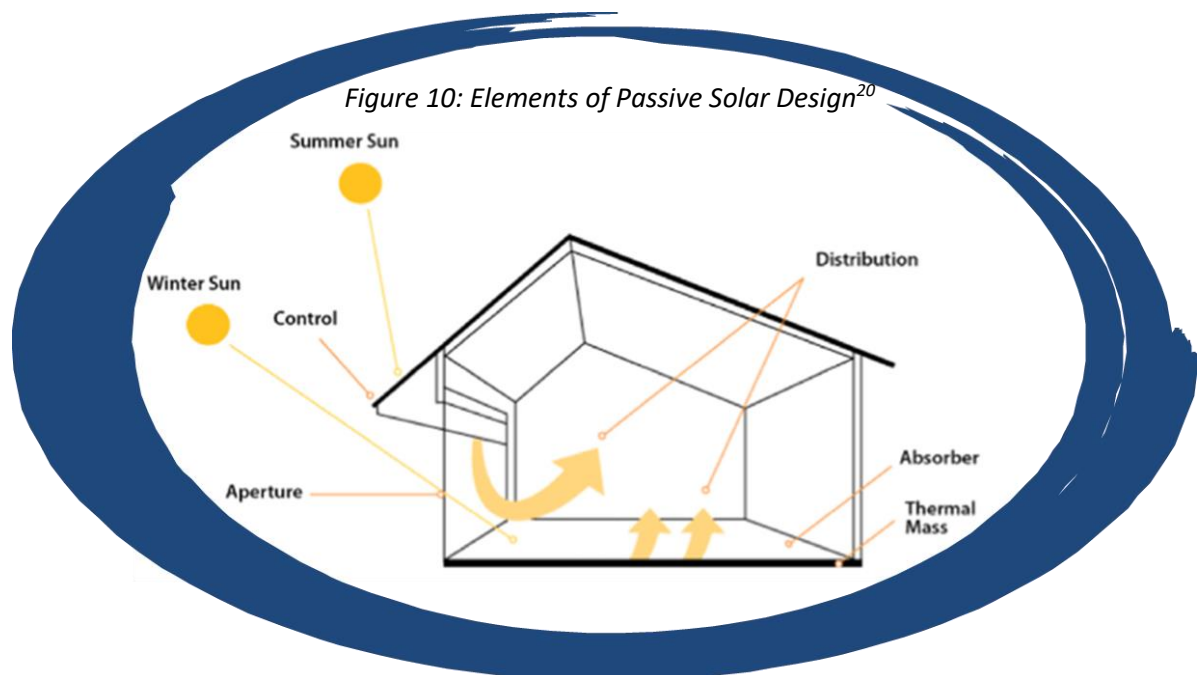 Figure 10: Elements of Passive Solar Design20
Summer Sun
Distribution
Winter Sun
Control
Absorber
Aperture
Thermal
Mass